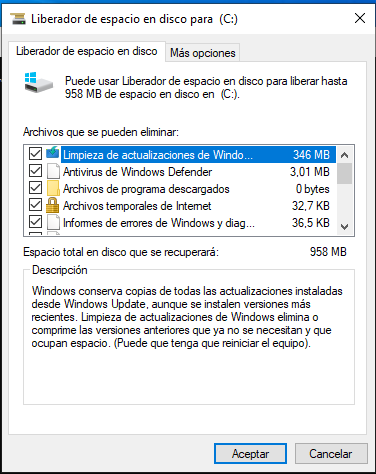 Liberador de espacio en disco para (C:)
Liberador de espacio en disco
Más opciones
Puede usar Liberador de espacio en disco para liberar hasta
958 MB de espacio en disco en (C:).
Archivos que se pueden eliminar:
Limpieza de actualizaciones de Windo... 346 MB
Antivirus de Windows Defender 3,01 MB
Archivos de programa descargados 0 bytes
Archivos temporales de Internet 32,7 KB
Informes de errores de Windows y diag... 36,5 KB
Espacio total en disco que se recuperará: 958 MB
Descripción
Windows conserva copias de todas las actualizaciones instaladas
desde Windows Update, aunque se instalen versiones más
recientes. Limpieza de actualizaciones de Windows elimina o
comprime las versiones anteriores que ya no se necesitan y que
ocupan espacio. (Puede que tenga que reiniciar el equipo).
Aceptar
Cancelar